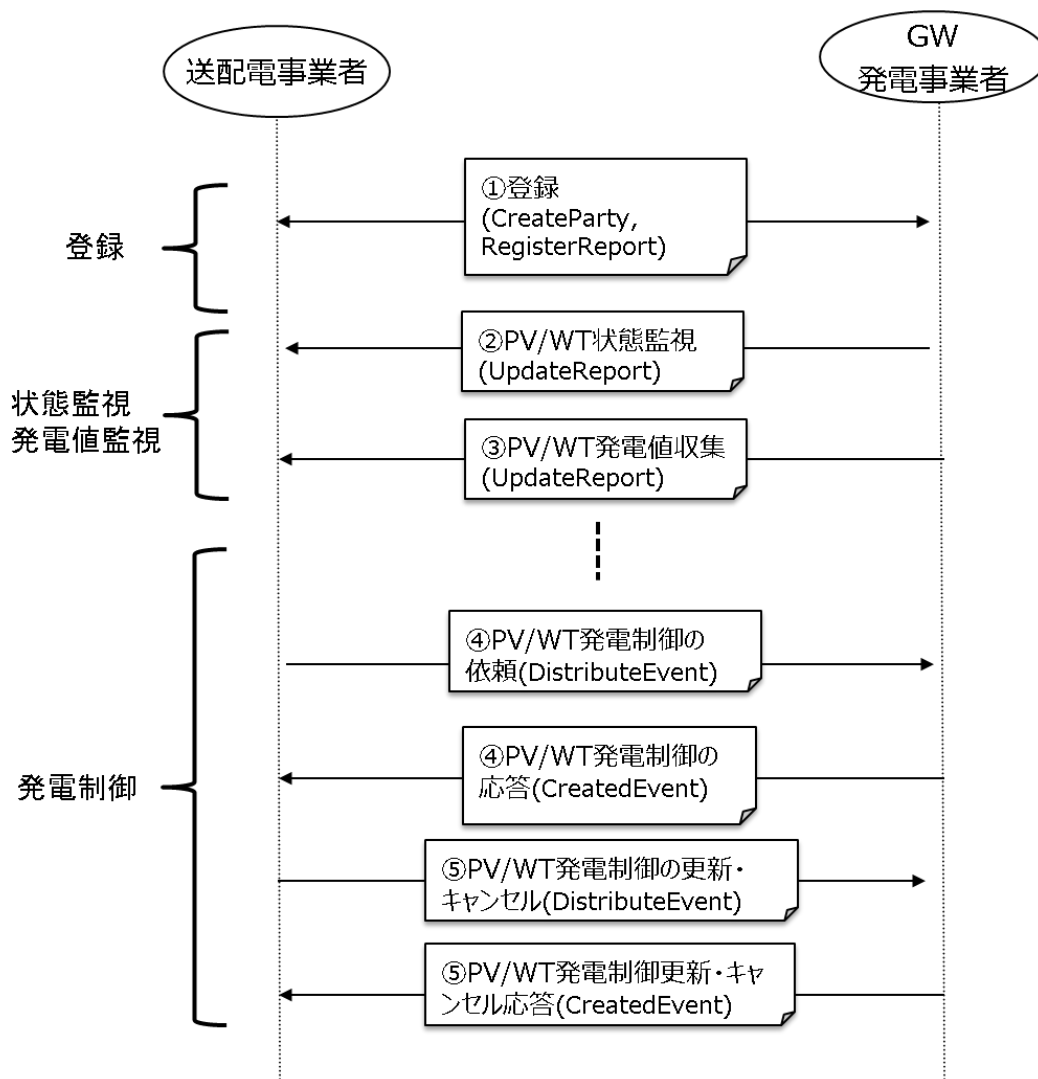 送配電事業者
GW
発電事業者
①登録
(CreateParty,
RegisterReport)
登録
②PV/WT状態監視
(UpdateReport)
状態監視
発電値監視
③PV/WT発電値収集
(UpdateReport)
④PV/WT発電制御の
依頼(DistributeEvent)
④PV/WT発電制御の
応答(CreatedEvent)
発電制御
⑤PV/WT発電制御の更新・
キャンセル(DistributeEvent)
⑤PV/WT発電制御更新・キャ
ンセル応答(CreatedEvent)